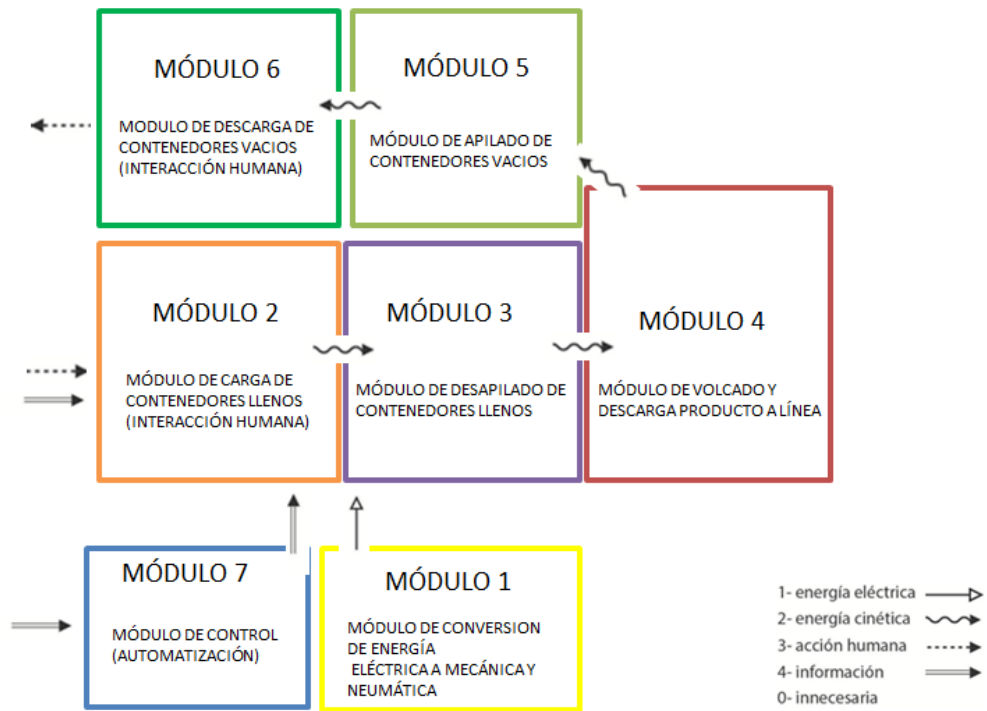 MÓDULO 6
MODULO DE DESCARGA DE
CONTENEDORES VACIOS
(INTERACCIÓN HUMANA)
MÓDULO 5
MÓDULO DE APILADO DE
CONTENEDORES VACIOS
MÓDULO 2
MÓDULO DE CARGA DE
CONTENEDORES LLENOS
(INTERACCIÓN HUMANA)
MÓDULO 3
MÓDULO DE DESAPILADO DE
CONTENEDORES LLENOS
MÓDULO 4
MÓDULO DE VOLCADO Y
DESCARGA PRODUCTO A LÍNEA
MÓDULO 7
MÓDULO DE CONTROL
(AUTOMATIZACIÓN)
MÓDULO 1
MÓDULO DE CONVERSION
DE ENERGÍA
ELÉCTRICA A MECÁNICA Y
NEUMÁTICA
1- energía eléctrica
2- energía cinética
3- acción humana
4- información
0- innecesaria